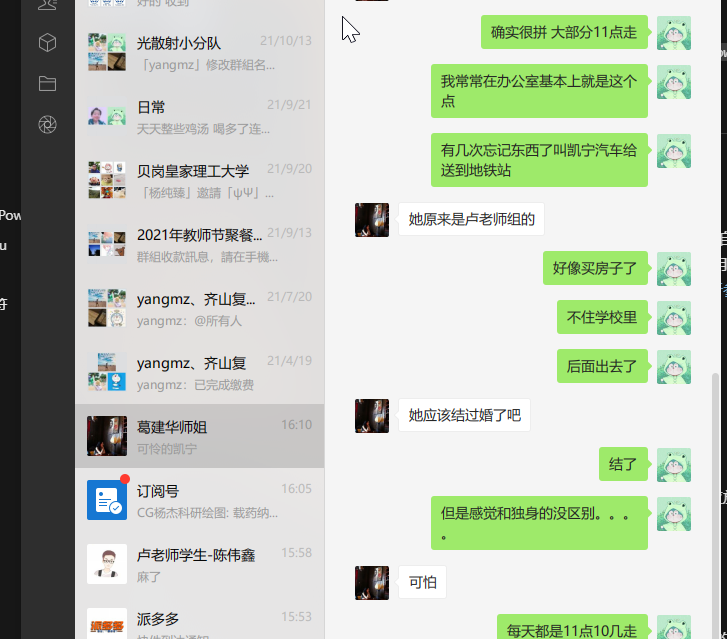 好的 收到
光散射小分队 21/10/13
「yangmz」修改群組名...
日常 21/9/21
天天整些鸡汤 喝多了连...
贝岗皇家理工大学 21/9/20
「杨纯臻」邀請「ψΨ」...
2021年教师节聚餐... 21/9/13
群组收款訊息，請在手機...
yangmz、齐山复... 21/7/20
yangmz：@所有人
yangmz、齐山复 21/4/19
yangmz：已完成缴费
葛建华师姐 16:10
可怜的凯宁
订阅号 16:05
CG杨杰科研绘图: 载药纳...
卢老师学生-陈伟鑫 15:58
麻了
派多多 15:53
确实很拼 大部分11点走
我常常在办公室基本上就是这个
点
有几次忘记东西了叫凯宁汽车给
送到地铁站
她原来是卢老师组的
好像买房子了
不住学校里
后面出去了
她应该结过婚了吧
结了
但是感觉和独身的没区别。。。
。
可怕
每天都是11点10几走
Pow
u
符